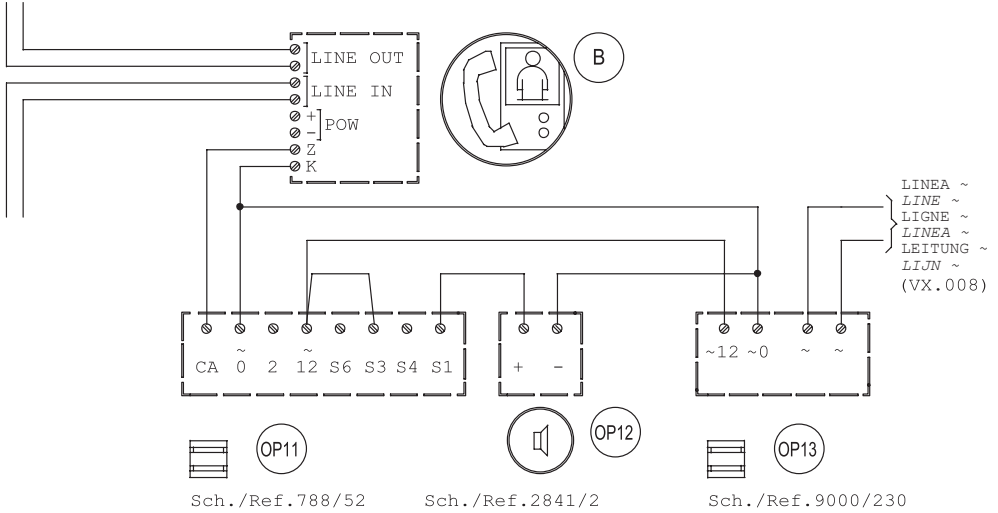 LINE OUT
LINE IN
+
POW
-
Z
K
B
LINEA ~
LINE ~
LIGNE ~
LINEA ~
LEITUNG ~
LIJN ~
(VX.008)
~ ~
CA 0 2 12 S6 S3 S4 S1
+ -
~12 ~0 ~ ~
OP11
OP12
OP13
Sch./Ref.788/52
Sch./Ref.2841/2
Sch./Ref.9000/230